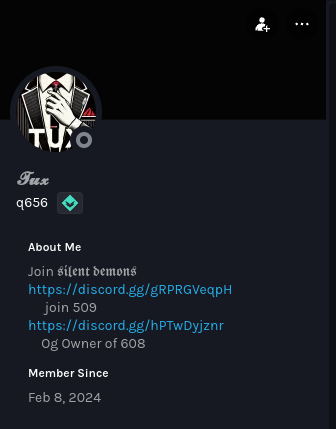 TUX
𝓣𝓾𝔁
q656
About Me
Join 𝖘𝖎𝖑𝖊𝖓𝖙 𝖉𝖊𝖒𝖔𝖓𝖘
https://discord.gg/gRPRGVeqpH
join 509
https://discord.gg/hPTwDyjznr
Og Owner of 608
Member Since
Feb 8, 2024